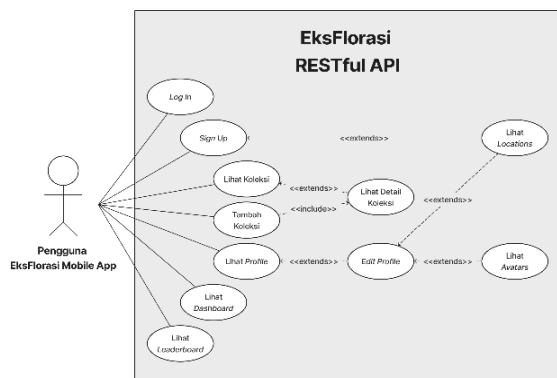 EksFlorasi
RESTful API
Log In
Sign Up
<<extends>>
Lihat
Locations
Lihat Koleksi
<<extends>>
Lihat Detail
Koleksi
<<extends>>
Tambah
Koleksi
<<include>>
Pengguna
EksFlorasi Mobile App
Lihat Profile
<<extends>>
Edit Profile
<<extends>>
Lihat
Avatars
Lihat
Dashboard
Lihat
Leaderboard